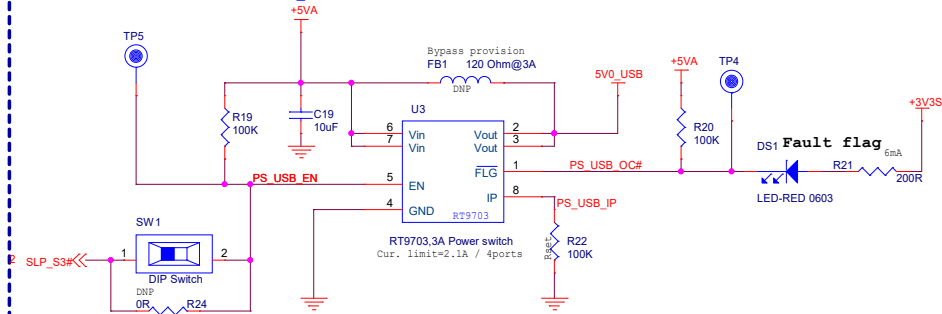 +5VA
TP5
Bypass provision
FB1 120 Ohm@3A
DNP
5V0_USB
+5VA
TP4
+3V3S
R19
100K
C19
10uF
U3
6 Vin
7 Vin
Vout 2
Vout 3
R20
100K
DS1 Fault flag
6mA
R21
200R
LED-RED 0603
PS_USB_EN
5 EN
4 GND
FLG 1
PS_USB_OC#
IP 8
PS_USB_IP
RT9703
RT9703,3A Power switch
Cur. limit=2.1A / 4ports
Rset
R22
100K
SW1
2 SLP_S3#
1
2
DIP Switch
DNP
0R R24